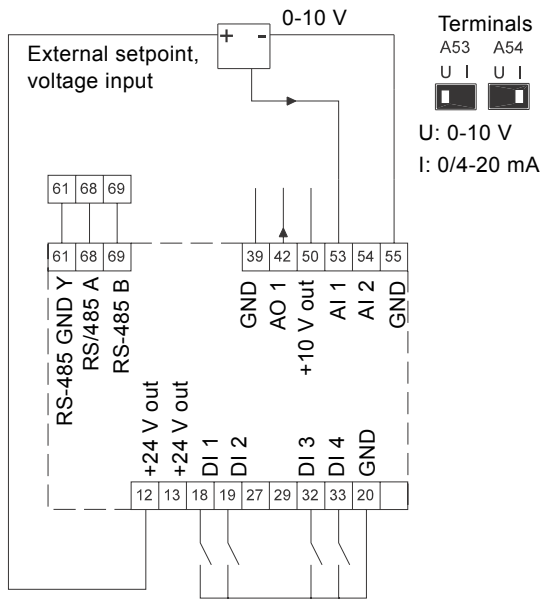 0-10 V
+ -
External setpoint,
voltage input
Terminals
A53 A54
U I U I
U: 0-10 V
I: 0/4-20 mA
61 68 69
61 68 69
39 42 50 53 54 55
RS-485 GND Y
RS/485 A
RS-485 B
GND
AO 1
+10 V out
AI 1
AI 2
GND
+24 V out
+24 V out
DI 1
DI 2
DI 3
DI 4
GND
12 13 18 19 27 29 32 33 20